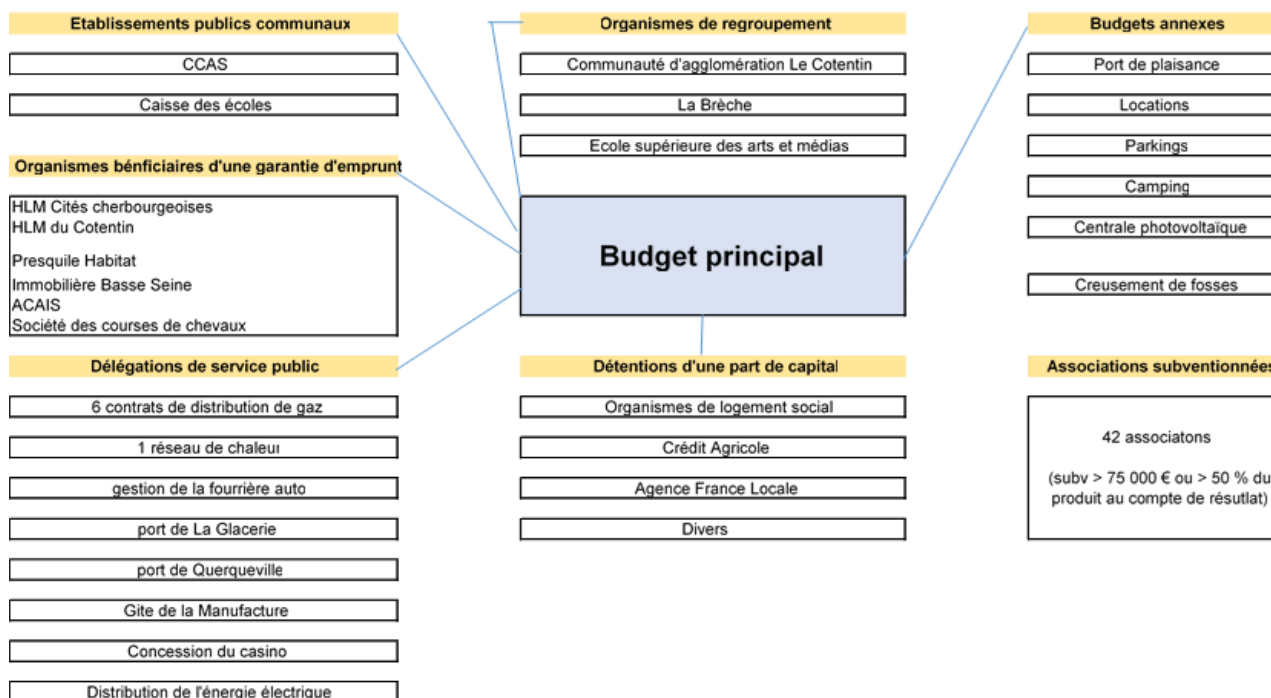 Etablissements publics communaux
CCAS
Caisse des écoles
Organismes bénficiaires d'une garantie d'emprunt
HLM Cités cherbourgeoises
HLM du Cotentin
Presquile Habitat
Immobilière Basse Seine
ACAIS
Société des courses de chevaux
Délégations de service public
6 contrats de distribution de gaz
1 réseau de chaleur
gestion de la fourrière auto
port de La Glacerie
port de Querqueville
Gite de la Manufacture
Concession du casino
Distribution de l'énergie électrique
Organismes de regroupement
Communauté d'agglomération Le Cotentin
La Brèche
Ecole supérieure des arts et médias
Budget principal
Détentions d'une part de capital
Organismes de logement social
Crédit Agricole
Agence France Locale
Divers
Budgets annexes
Port de plaisance
Locations
Parkings
Camping
Centrale photovoltaïque
Creusement de fosses
Associations subventionnées
42 associatons
(subv > 75 000 € ou > 50 % du
produit au compte de résutlat)